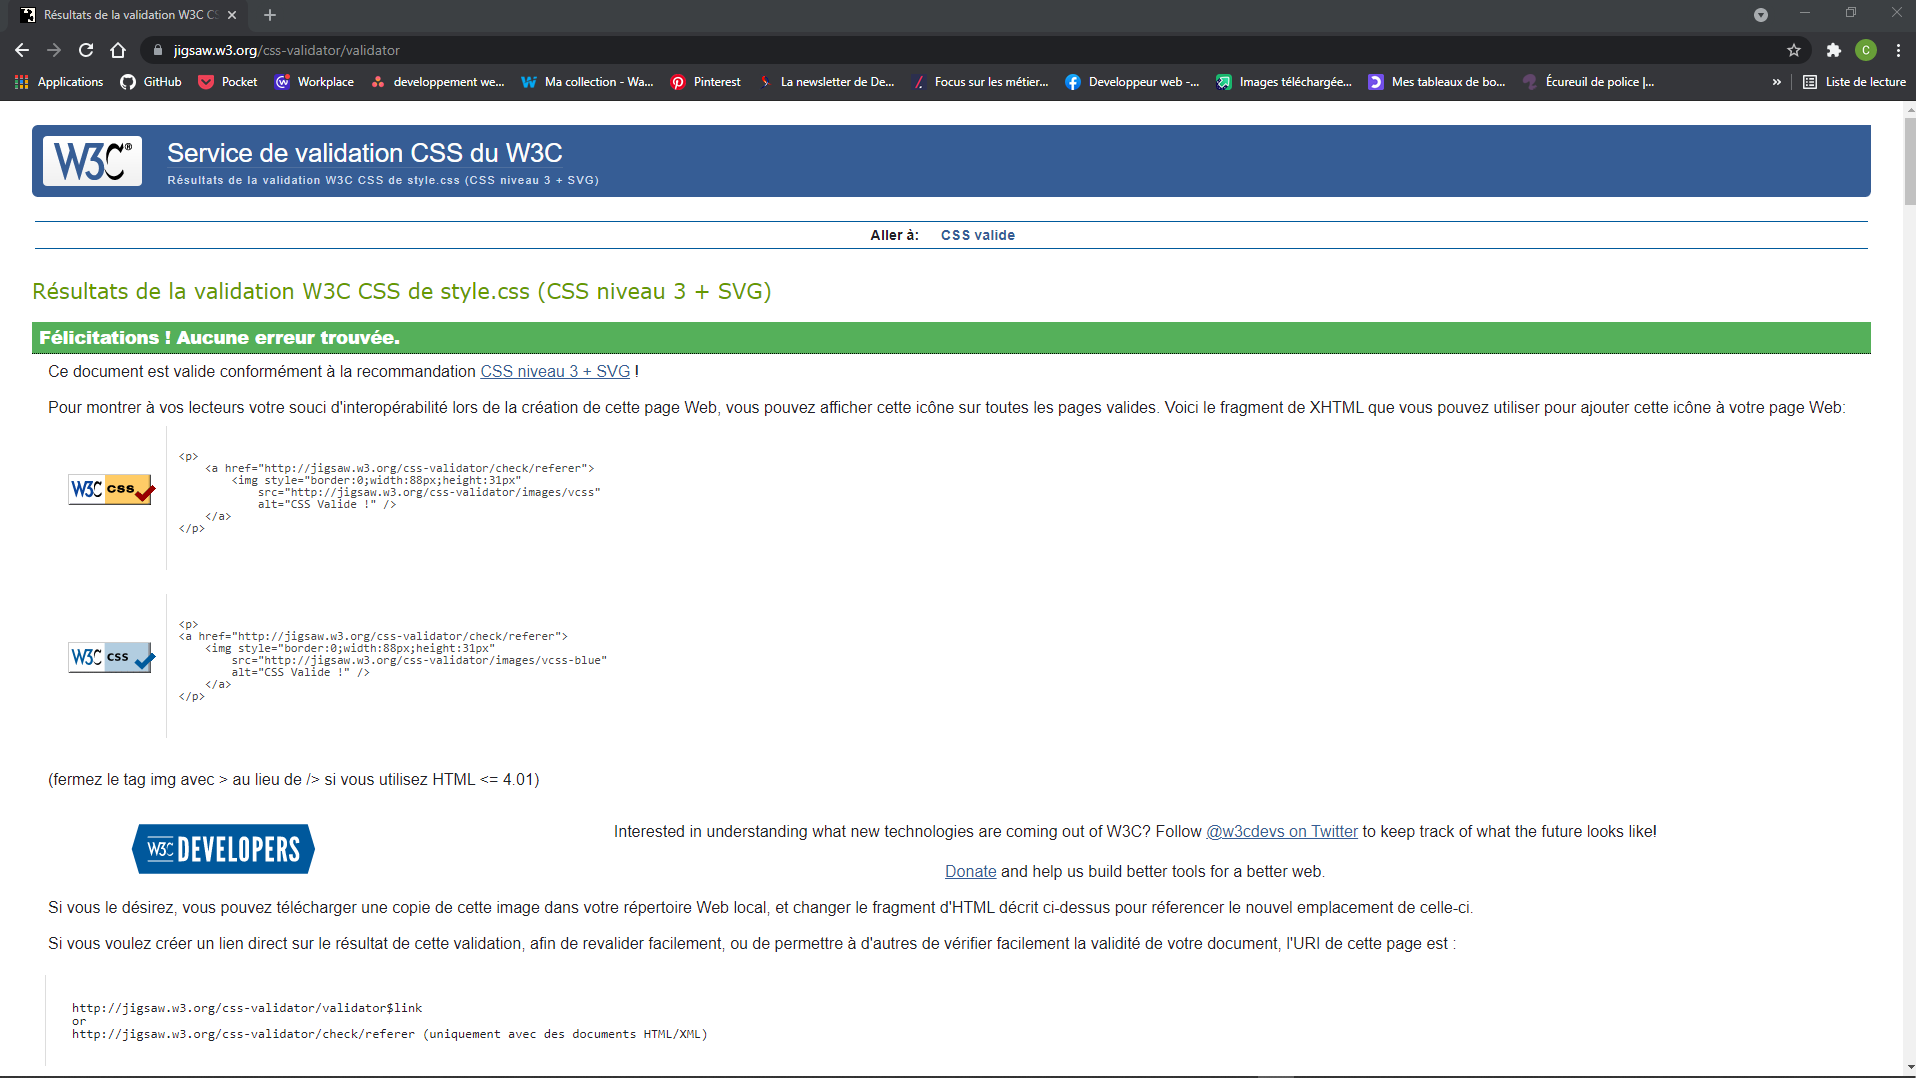 Résultats de la validation W3C CS
jigsaw.w3.org/css-validator/validator
C
Applications
GitHub
Pocket
Workplace
developpement we...
Ma collection - Wa...
Pinterest
La newsletter de De...
Focus sur les métier...
Developpeur web -...
Images téléchargée...
Mes tableaux de bo...
Écureuil de police |...
»
Liste de lecture
W3C®
Service de validation CSS du W3C
Résultats de la validation W3C CSS de style.css (CSS niveau 3 + SVG)
Aller à: CSS valide
Résultats de la validation W3C CSS de style.css (CSS niveau 3 + SVG)
Félicitations ! Aucune erreur trouvée.
Ce document est valide conformément à la recommandation CSS niveau 3 + SVG !
Pour montrer à vos lecteurs votre souci d'interopérabilité lors de la création de cette page Web, vous pouvez afficher cette icône sur toutes les pages valides. Voici le fragment de XHTML que vous pouvez utiliser pour ajouter cette icône à votre page Web:
W3C CSS
<p>
<a href="http://jigsaw.w3.org/css-validator/check/referer">
<img style="border:0;width:88px;height:31px"
src="http://jigsaw.w3.org/css-validator/images/vcss"
alt="CSS Valide !" />
</a>
</p>
W3C CSS
<p>
<a href="http://jigsaw.w3.org/css-validator/check/referer">
<img style="border:0;width:88px;height:31px"
src="http://jigsaw.w3.org/css-validator/images/vcss-blue"
alt="CSS Valide !" />
</a>
</p>
(fermez le tag img avec > au lieu de /> si vous utilisez HTML <= 4.01)
W3C DEVELOPERS
Interested in understanding what new technologies are coming out of W3C? Follow @w3cdevs on Twitter to keep track of what the future looks like!
Donate and help us build better tools for a better web.
Si vous le désirez, vous pouvez télécharger une copie de cette image dans votre répertoire Web local, et changer le fragment d'HTML décrit ci-dessus pour réferencer le nouvel emplacement de celle-ci.
Si vous voulez créer un lien direct sur le résultat de cette validation, afin de revalider facilement, ou de permettre à d'autres de vérifier facilement la validité de votre document, l'URI de cette page est :
http://jigsaw.w3.org/css-validator/validator$link
or
http://jigsaw.w3.org/css-validator/check/referer (uniquement avec des documents HTML/XML)